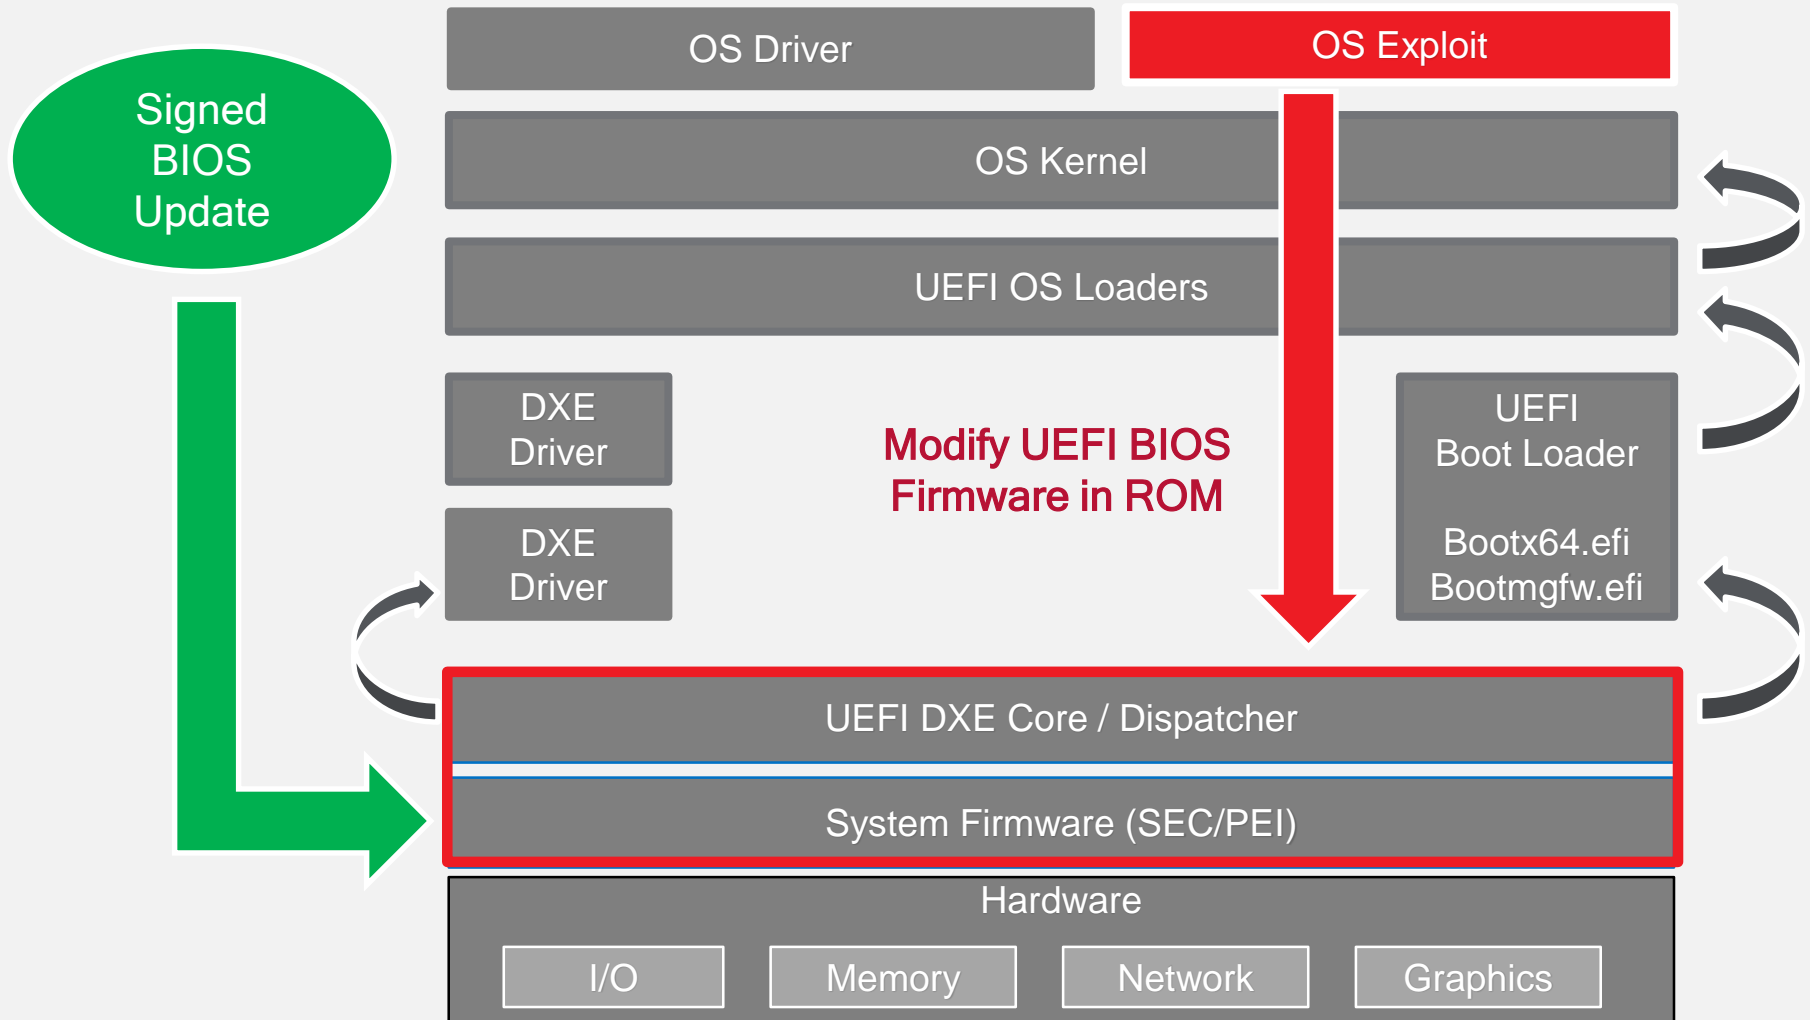 OS Driver
OS Exploit
Signed
BIOS
Update
OS Kernel
UEFI OS Loaders
DXE
Driver
Modify UEFI BIOS
Firmware in ROM
UEFI
Boot Loader
Bootx64.efi
Bootmgfw.efi
DXE
Driver
UEFI DXE Core / Dispatcher
System Firmware (SEC/PEI)
Hardware
I/O
Memory
Network
Graphics